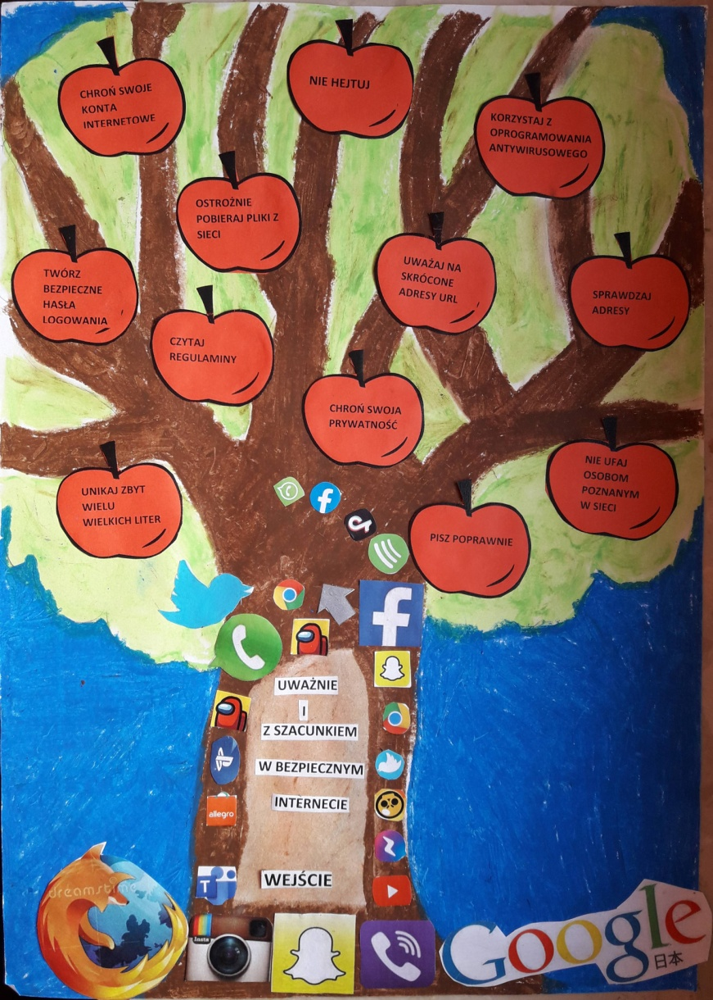 CHROŃ SWOJE
KONTA
INTERNETOWE
NIE HEJTUJ
KORZYSTAJ Z
OPROGRAMOWANIA
ANTYWIRUSOWEGO
OSTROŻNIE
POBIERAJ PLIKI Z
SIECI
TWÓRZ
BEZPIECZNE
HASŁA
LOGOWANIA
UWAŻAJ NA
SKRÓCONE
ADRESY URL
SPRAWDZAJ
ADRESY
CZYTAJ
REGULAMINY
CHROŃ SWOJA
PRYWATNOŚĆ
UNIKAJ ZBYT
WIELU
WIELKICH LITER
NIE UFAJ
OSOBOM
POZNANYM
W SIECI
PISZ POPRAWNIE
UWAŻNIE
I
Z SZACUNKIEM
W BEZPIECZNYM
INTERNECIE
WEJŚCIE
allegro
T
dreamstime
Insta
Google
日本